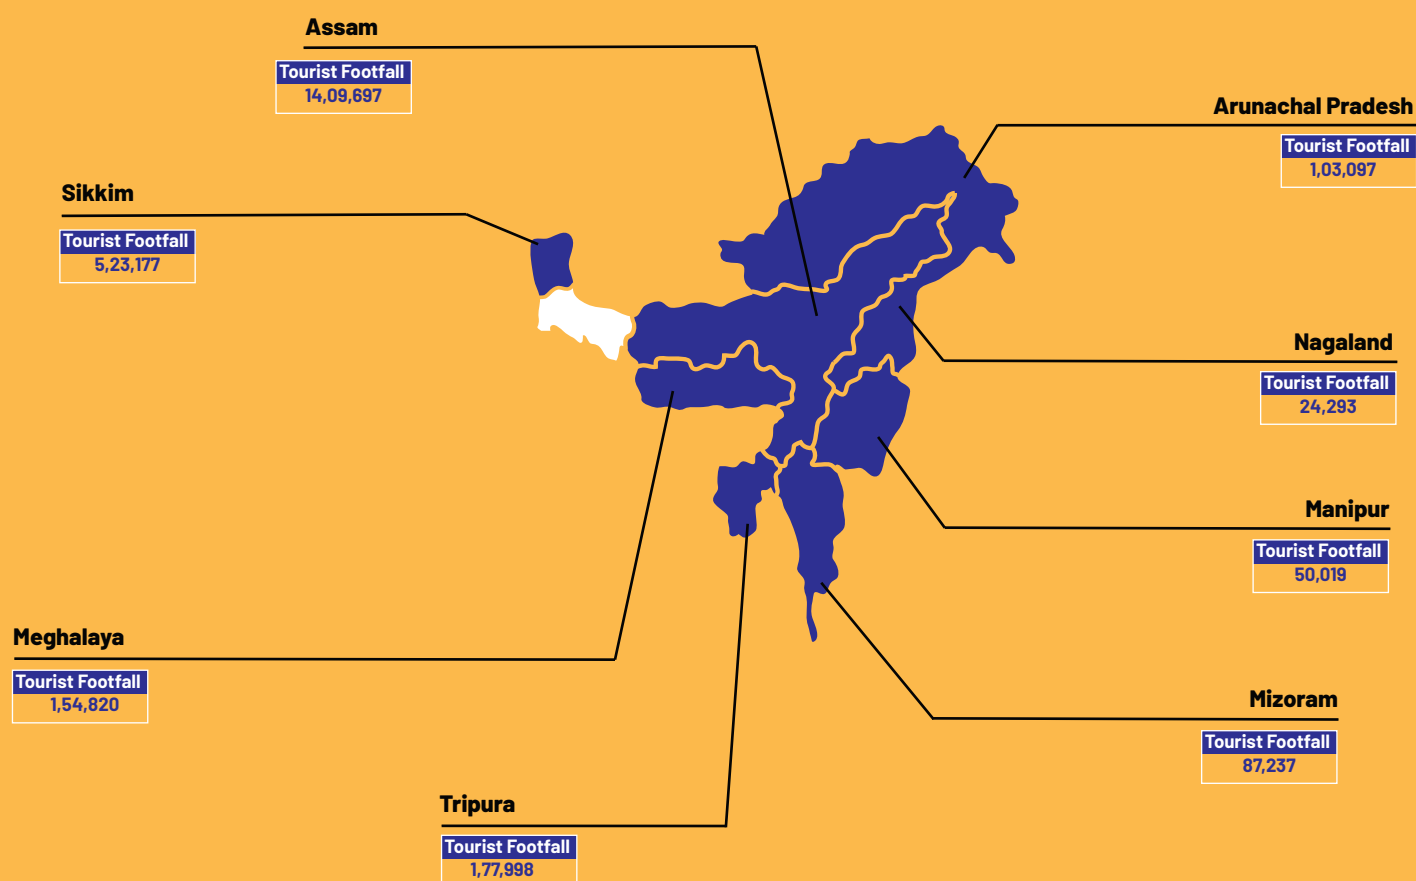 Assam
Tourist Footfall
14,09,697
Arunachal Pradesh
Tourist Footfall
1,03,097
Sikkim
Tourist Footfall
5,23,177
Nagaland
Tourist Footfall
24,293
Manipur
Tourist Footfall
50,019
Meghalaya
Tourist Footfall
1,54,820
Mizoram
Tourist Footfall
87,237
Tripura
Tourist Footfall
1,77,998